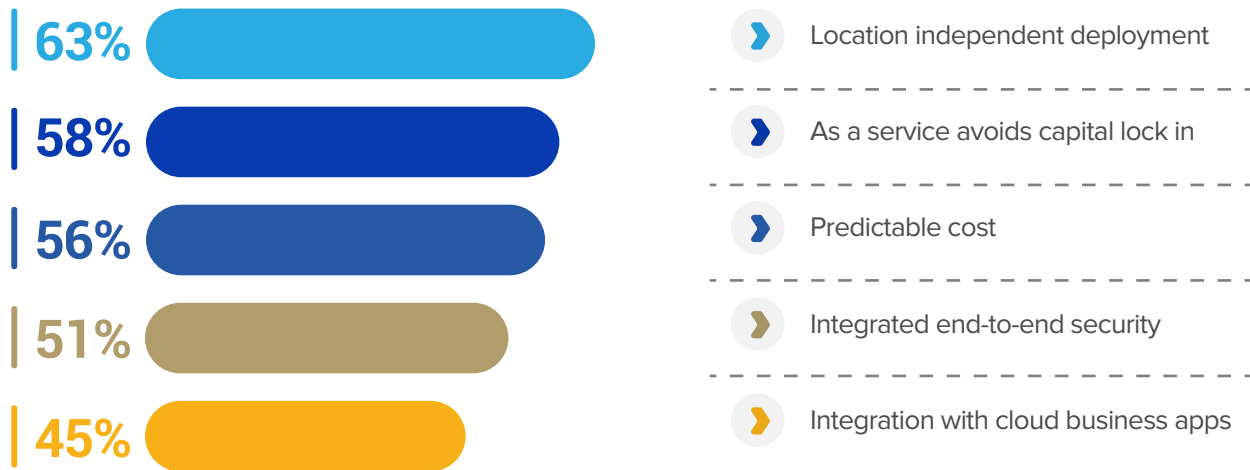 63%
Location independent deployment
58%
As a service avoids capital lock in
56%
Predictable cost
51%
Integrated end-to-end security
45%
Integration with cloud business apps